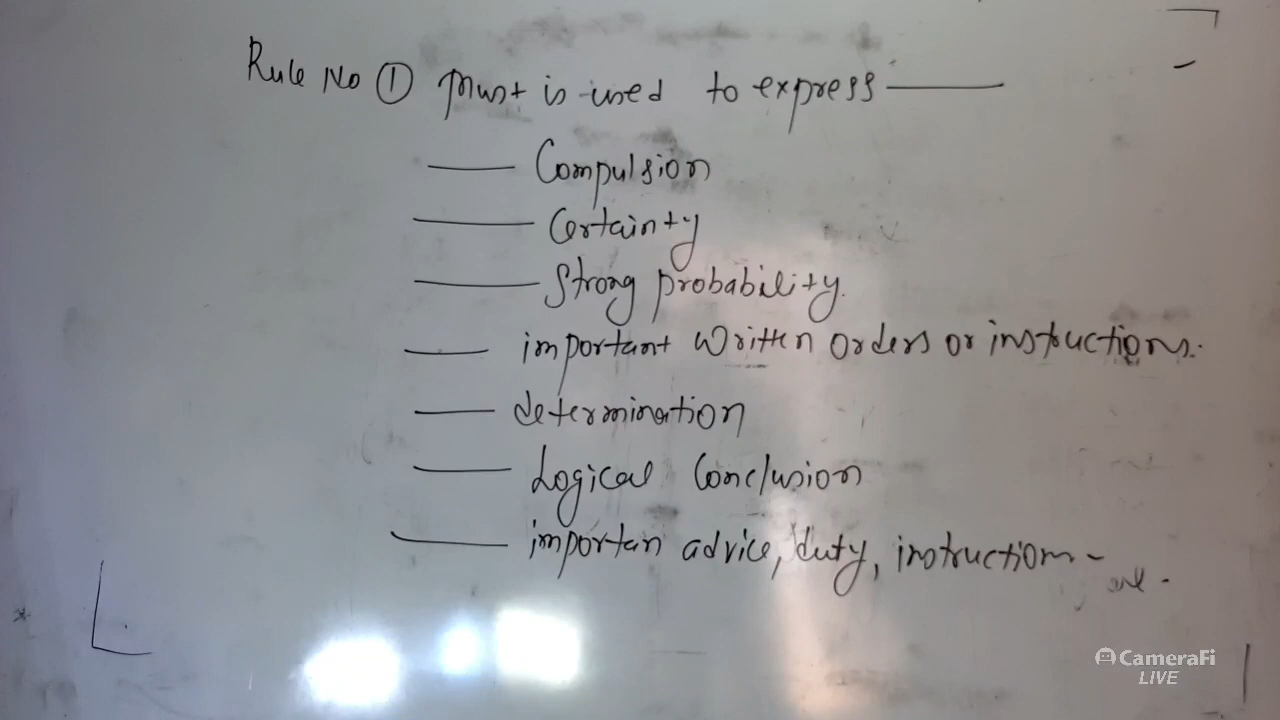 Rule No ① Must is used to express ———
—— Compulsion
—— Certainty
—— Strong probability.
—— important written orders or instructions.
—— determination
—— Logical Conclusion
—— importan advice, duty, instruction -
CameraFi
LIVE